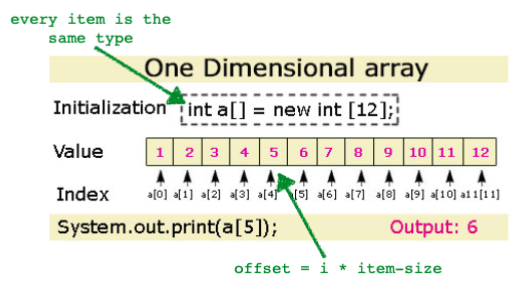 every item is the
same type
One Dimensional array
Initialization int a[] = new int [12];
Value 1 2 3 4 5 6 7 8 9 10 11 12
Index a[0] a[1] a[2] a[3] a[4] a[5] a[6] a[7] a[8] a[9] a[10] a11[11]
System.out.print(a[5]); Output: 6
offset = i * item-size